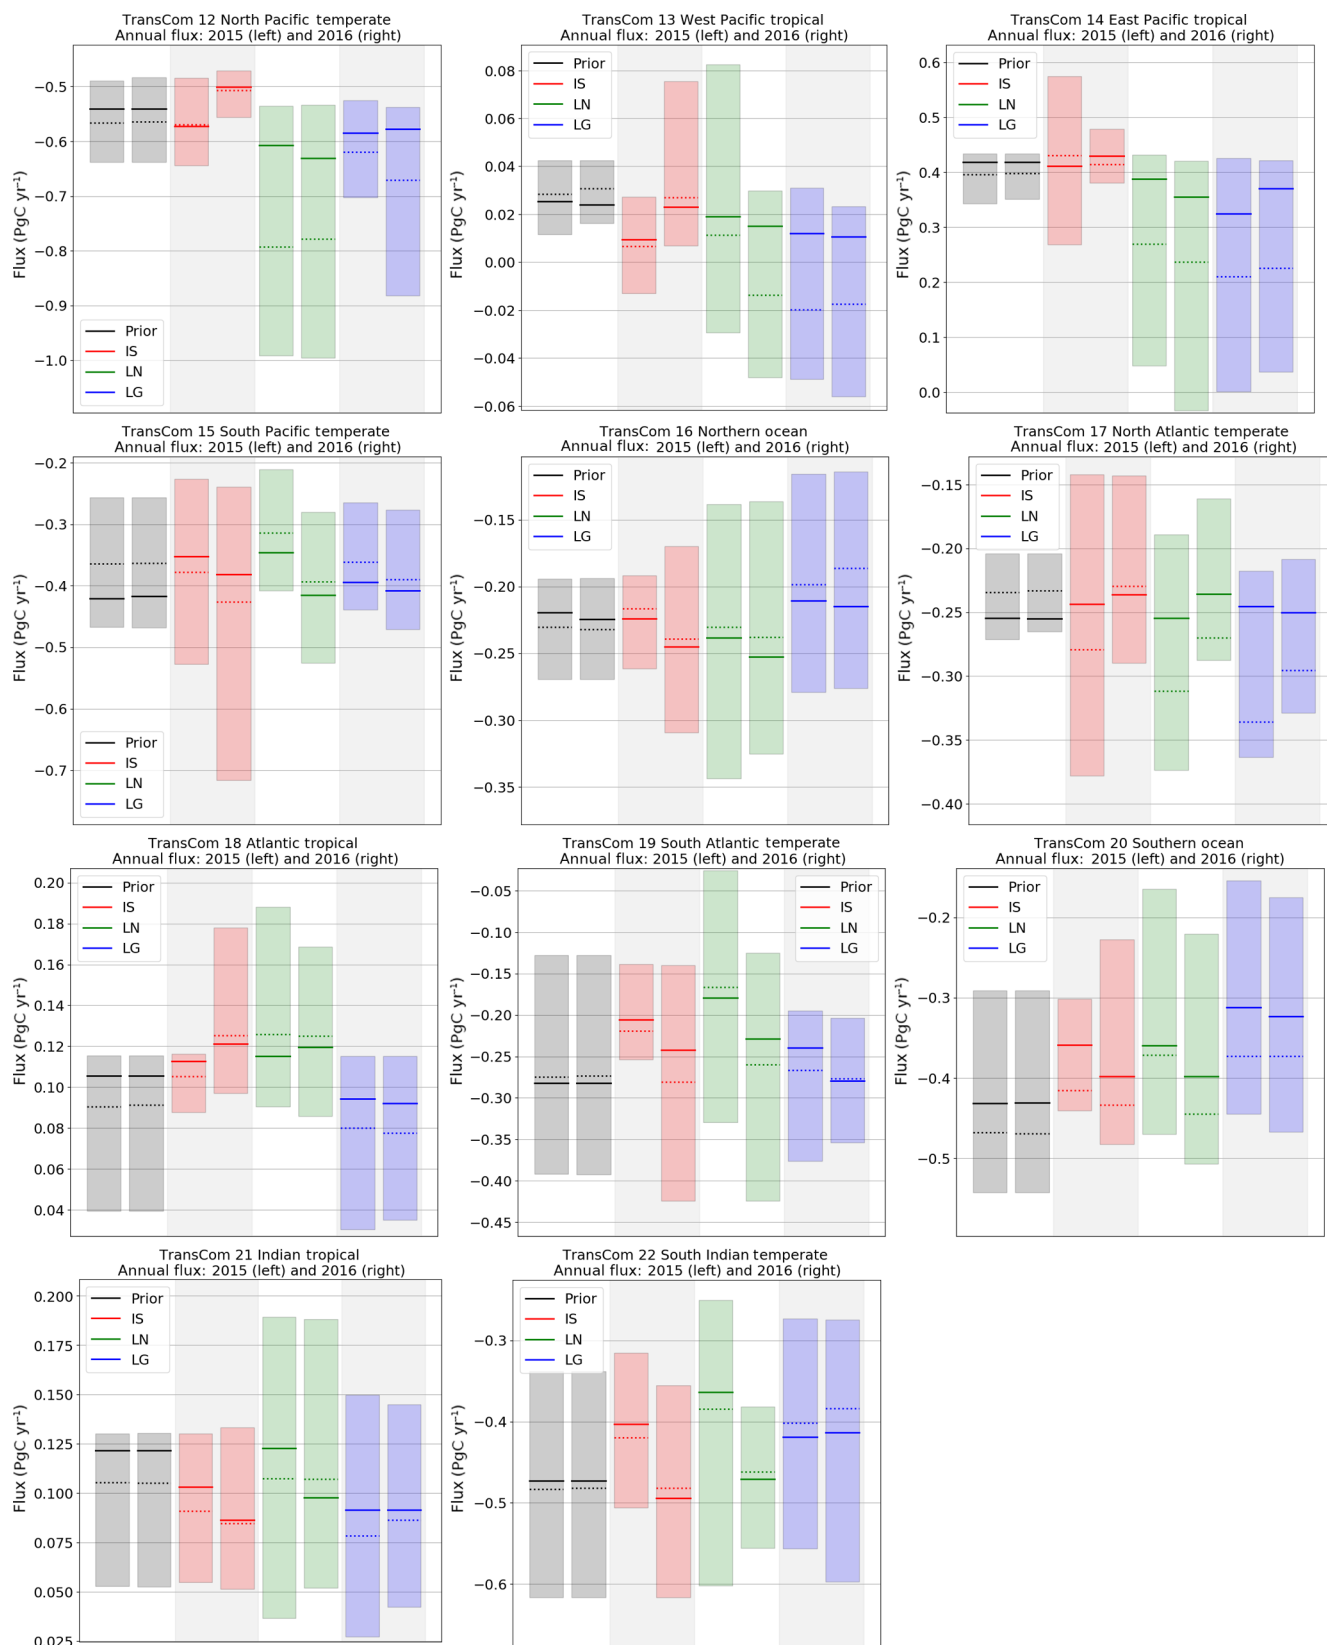 TransCom 12 North Pacific temperate
Annual flux: 2015 (left) and 2016 (right)
Flux (PgC yr⁻¹)
−0.5
−0.6
−0.7
−0.8
−0.9
−1.0
Prior
IS
LN
LG
TransCom 13 West Pacific tropical
Annual flux: 2015 (left) and 2016 (right)
Flux (PgC yr⁻¹)
0.08
0.06
0.04
0.02
0.00
−0.02
−0.04
−0.06
Prior
IS
LN
LG
TransCom 14 East Pacific tropical
Annual flux: 2015 (left) and 2016 (right)
Flux (PgC yr⁻¹)
0.6
0.5
0.4
0.3
0.2
0.1
0.0
Prior
IS
LN
LG
TransCom 15 South Pacific temperate
Annual flux: 2015 (left) and 2016 (right)
Flux (PgC yr⁻¹)
−0.2
−0.3
−0.4
−0.5
−0.6
−0.7
Prior
IS
LN
LG
TransCom 16 Northern ocean
Annual flux: 2015 (left) and 2016 (right)
Flux (PgC yr⁻¹)
−0.15
−0.20
−0.25
−0.30
−0.35
Prior
IS
LN
LG
TransCom 17 North Atlantic temperate
Annual flux: 2015 (left) and 2016 (right)
Flux (PgC yr⁻¹)
−0.15
−0.20
−0.25
−0.30
−0.35
−0.40
Prior
IS
LN
LG
TransCom 18 Atlantic tropical
Annual flux: 2015 (left) and 2016 (right)
Flux (PgC yr⁻¹)
0.20
0.18
0.16
0.14
0.12
0.10
0.08
0.06
0.04
Prior
IS
LN
LG
TransCom 19 South Atlantic temperate
Annual flux: 2015 (left) and 2016 (right)
Flux (PgC yr⁻¹)
−0.05
−0.10
−0.15
−0.20
−0.25
−0.30
−0.35
−0.40
−0.45
Prior
IS
LN
LG
TransCom 20 Southern ocean
Annual flux: 2015 (left) and 2016 (right)
Flux (PgC yr⁻¹)
−0.2
−0.3
−0.4
−0.5
Prior
IS
LN
LG
TransCom 21 Indian tropical
Annual flux: 2015 (left) and 2016 (right)
Flux (PgC yr⁻¹)
0.200
0.175
0.150
0.125
0.100
0.075
0.050
0.025
Prior
IS
LN
LG
TransCom 22 South Indian temperate
Annual flux: 2015 (left) and 2016 (right)
Flux (PgC yr⁻¹)
−0.3
−0.4
−0.5
−0.6
Prior
IS
LN
LG